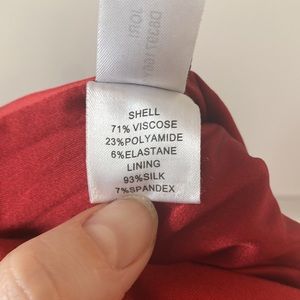 SHELL
71% VISCOSE
23%POLYAMIDE
6%ELASTANE
LINING
93%SILK
7%SPANDEX